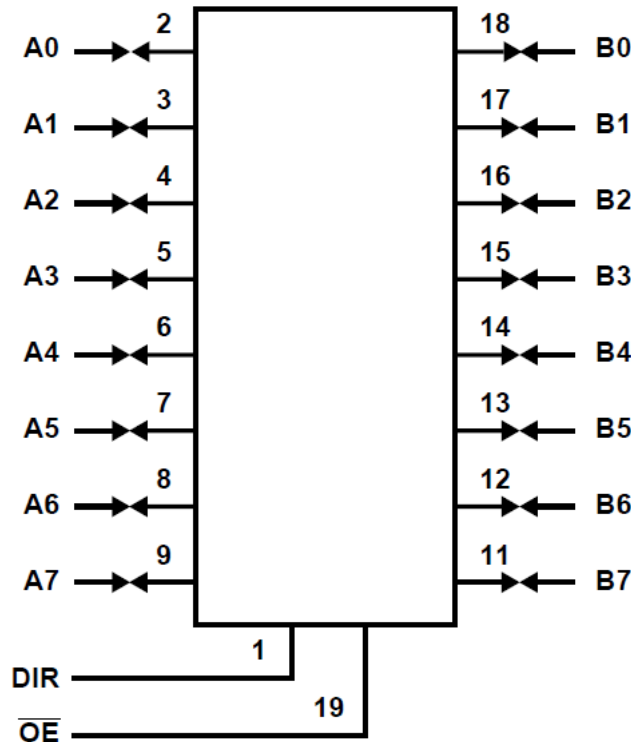 A0 2 18 B0
A1 3 17 B1
A2 4 16 B2
A3 5 15 B3
A4 6 14 B4
A5 7 13 B5
A6 8 12 B6
A7 9 11 B7
DIR 1
O̅E̅ 19